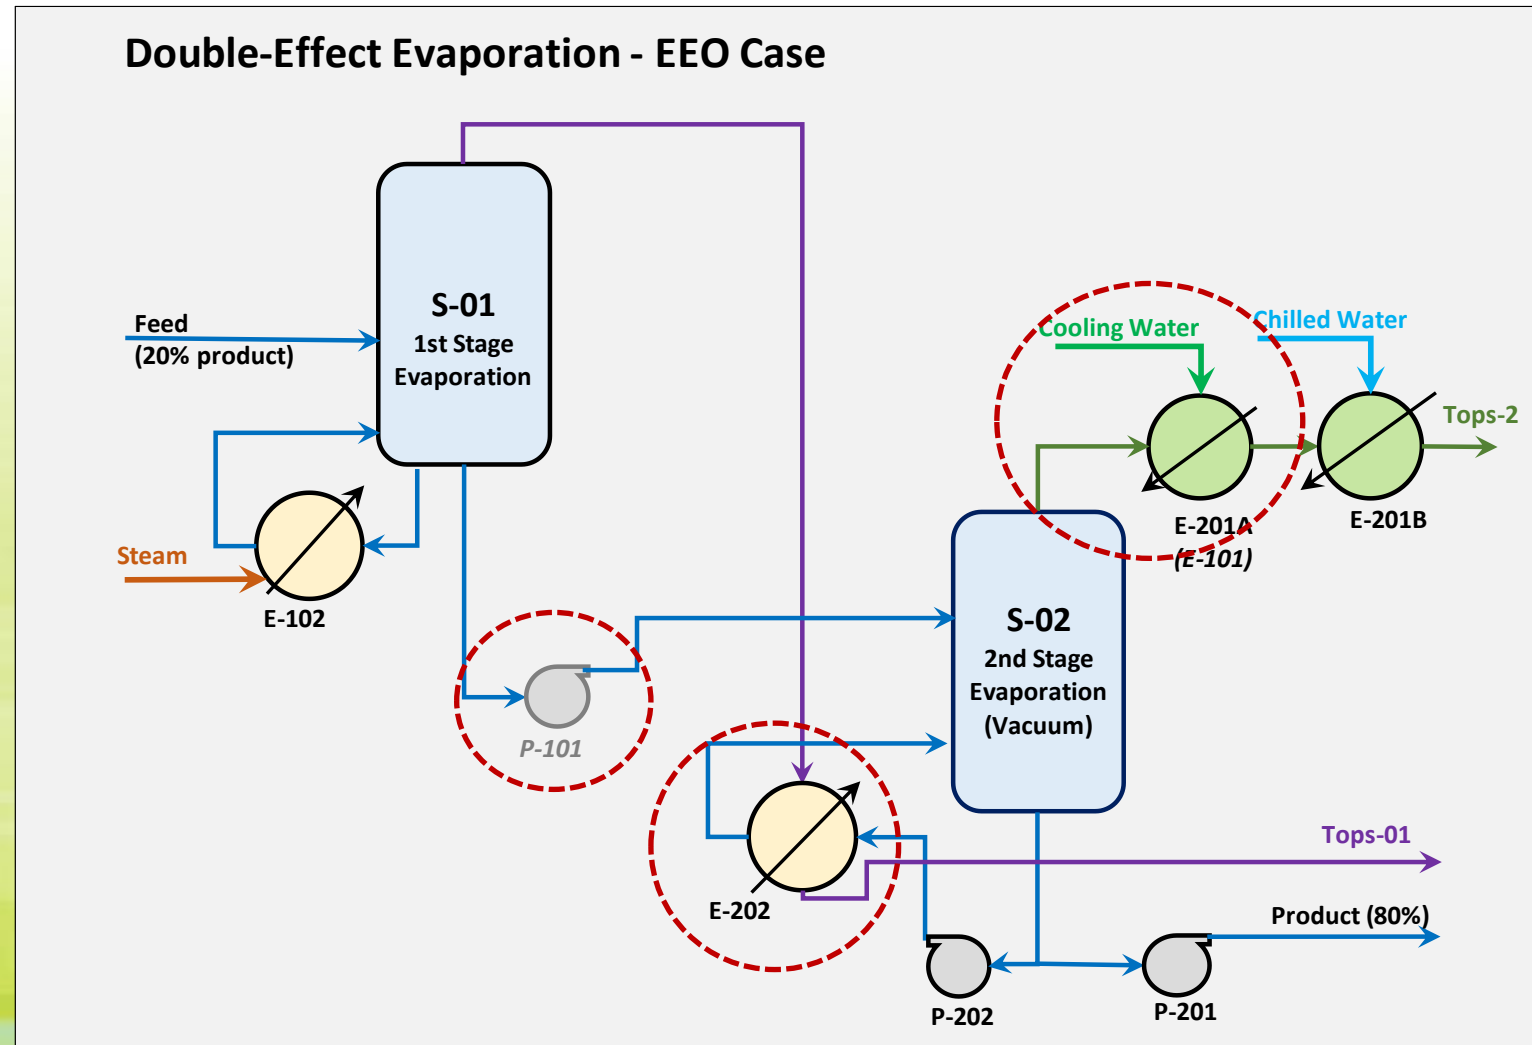 Double-Effect Evaporation - EEO Case
S-01
1st Stage
Evaporation
Feed
(20% product)
Steam
E-102
P-101
Cooling Water
Chilled Water
Tops-2
E-201A
(E-101)
E-201B
S-02
2nd Stage
Evaporation
(Vacuum)
E-202
Tops-01
Product (80%)
P-202
P-201